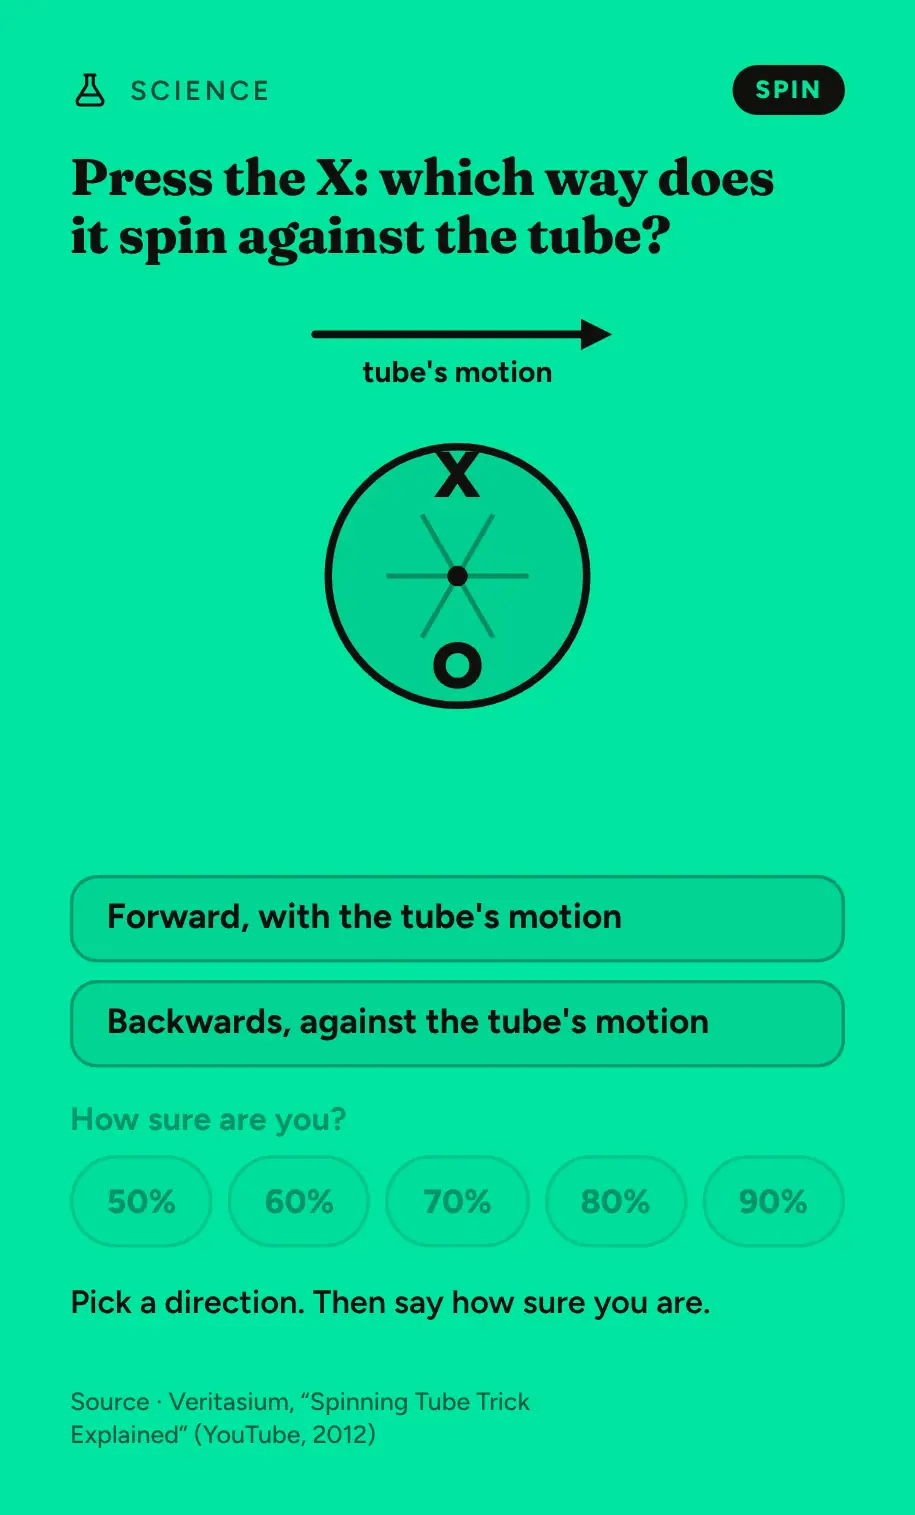 SCIENCE
SPIN
Press the X: which way does
it spin against the tube?
tube's motion
X
O
Forward, with the tube's motion
Backwards, against the tube's motion
How sure are you?
50% 60% 70% 80% 90%
Pick a direction. Then say how sure you are.
Source · Veritasium, “Spinning Tube Trick
Explained” (YouTube, 2012)